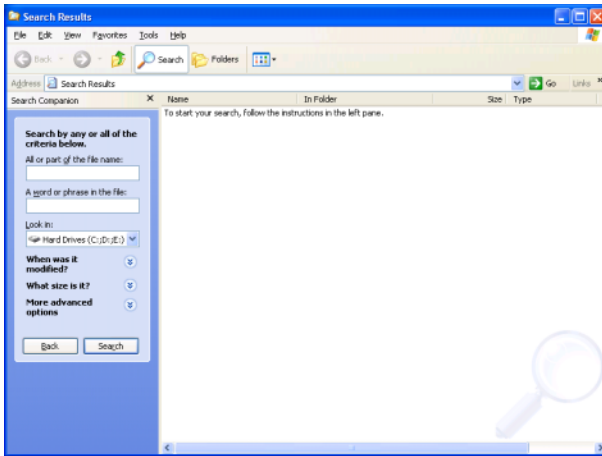 Search Results
File Edit View Favorites Tools Help
Back Search Folders
Address Search Results Go Links »
Search Companion Name In Folder Size Type
To start your search, follow the instructions in the left pane.
Search by any or all of the
criteria below.
All or part of the file name:
A word or phrase in the file:
Look in:
Hard Drives (C:;D:;E:)
When was it
modified?
What size is it?
More advanced
options
Back Search